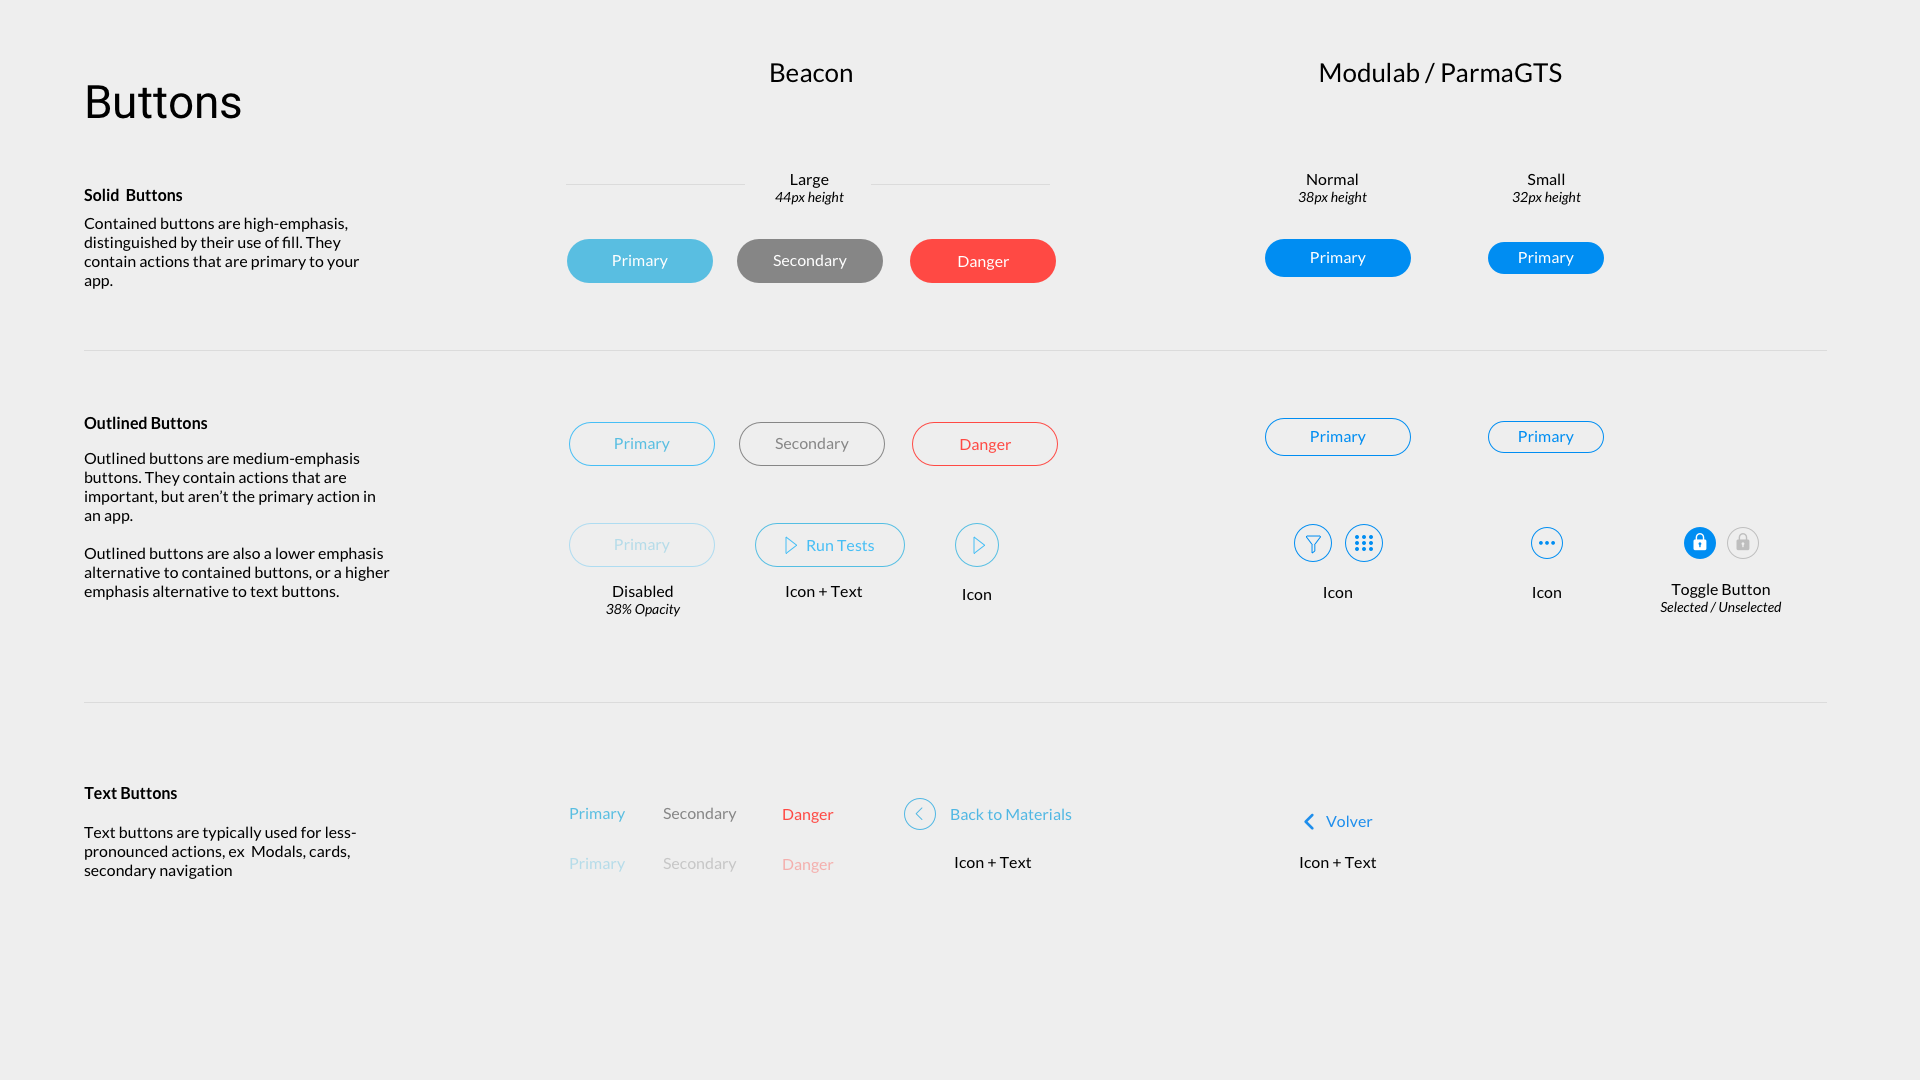 Buttons
Beacon
Modulab / ParmaGTS
Solid Buttons
Contained buttons are high-emphasis,
distinguished by their use of fill. They
contain actions that are primary to your
app.
Large
44px height
Normal
38px height
Small
32px height
Primary
Secondary
Danger
Primary
Primary
Outlined Buttons
Outlined buttons are medium-emphasis
buttons. They contain actions that are
important, but aren’t the primary action in
an app.
Outlined buttons are also a lower emphasis
alternative to contained buttons, or a higher
emphasis alternative to text buttons.
Primary
Secondary
Danger
Primary
Primary
Primary
Run Tests
Disabled
38% Opacity
Icon + Text
Icon
Icon
Icon
Toggle Button
Selected / Unselected
Text Buttons
Text buttons are typically used for less-
pronounced actions, ex Modals, cards,
secondary navigation
Primary
Secondary
Danger
Back to Materials
Volver
Primary
Secondary
Danger
Icon + Text
Icon + Text